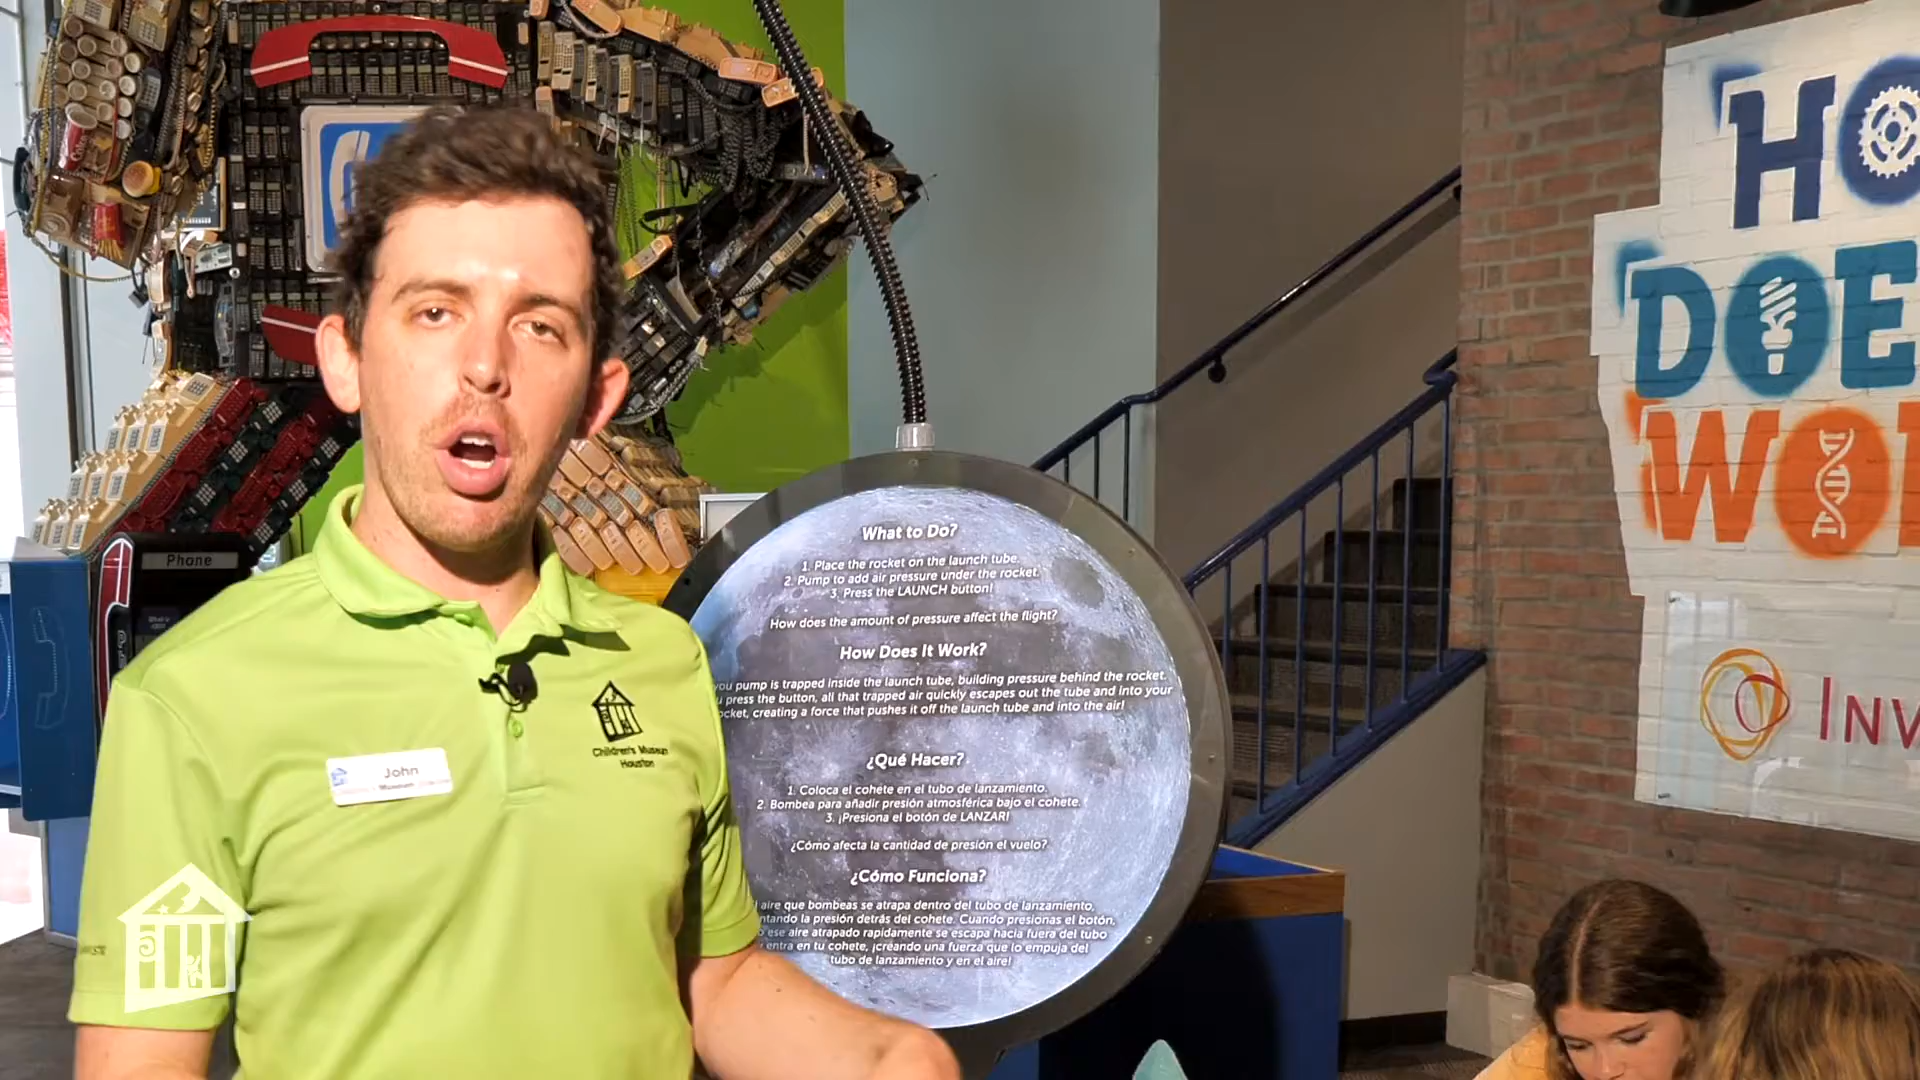 Phone
John
Children's Museum
Houston
What to Do?
1. Place the rocket on the launch tube.
2. Pump to add air pressure under the rocket.
3. Press the LAUNCH button!
How does the amount of pressure affect the flight?
How Does It Work?
you pump is trapped inside the launch tube, building pressure behind the rocket.
press the button, all that trapped air quickly escapes out the tube and into your
creating a force that pushes it off the launch tube and into the air!
¿Qué Hacer?
1. Coloca el cohete en el tubo de lanzamiento.
2. Bombea para añadir presión atmosférica bajo el cohete.
3. ¡Presiona el botón de LANZAR!
¿Cómo afecta la cantidad de presión el vuelo?
¿Cómo Funciona?
aire que bombeas se atrapa dentro del tubo de lanzamiento,
la presión detrás del cohete. Cuando presionas el botón,
ese aire atrapado rapidamente se escapa hacia fuera del tubo
entra en tu cohete, ¡creando una fuerza que lo empuja del
tubo de lanzamiento y en el aire!
HO
DOE
WO
INV